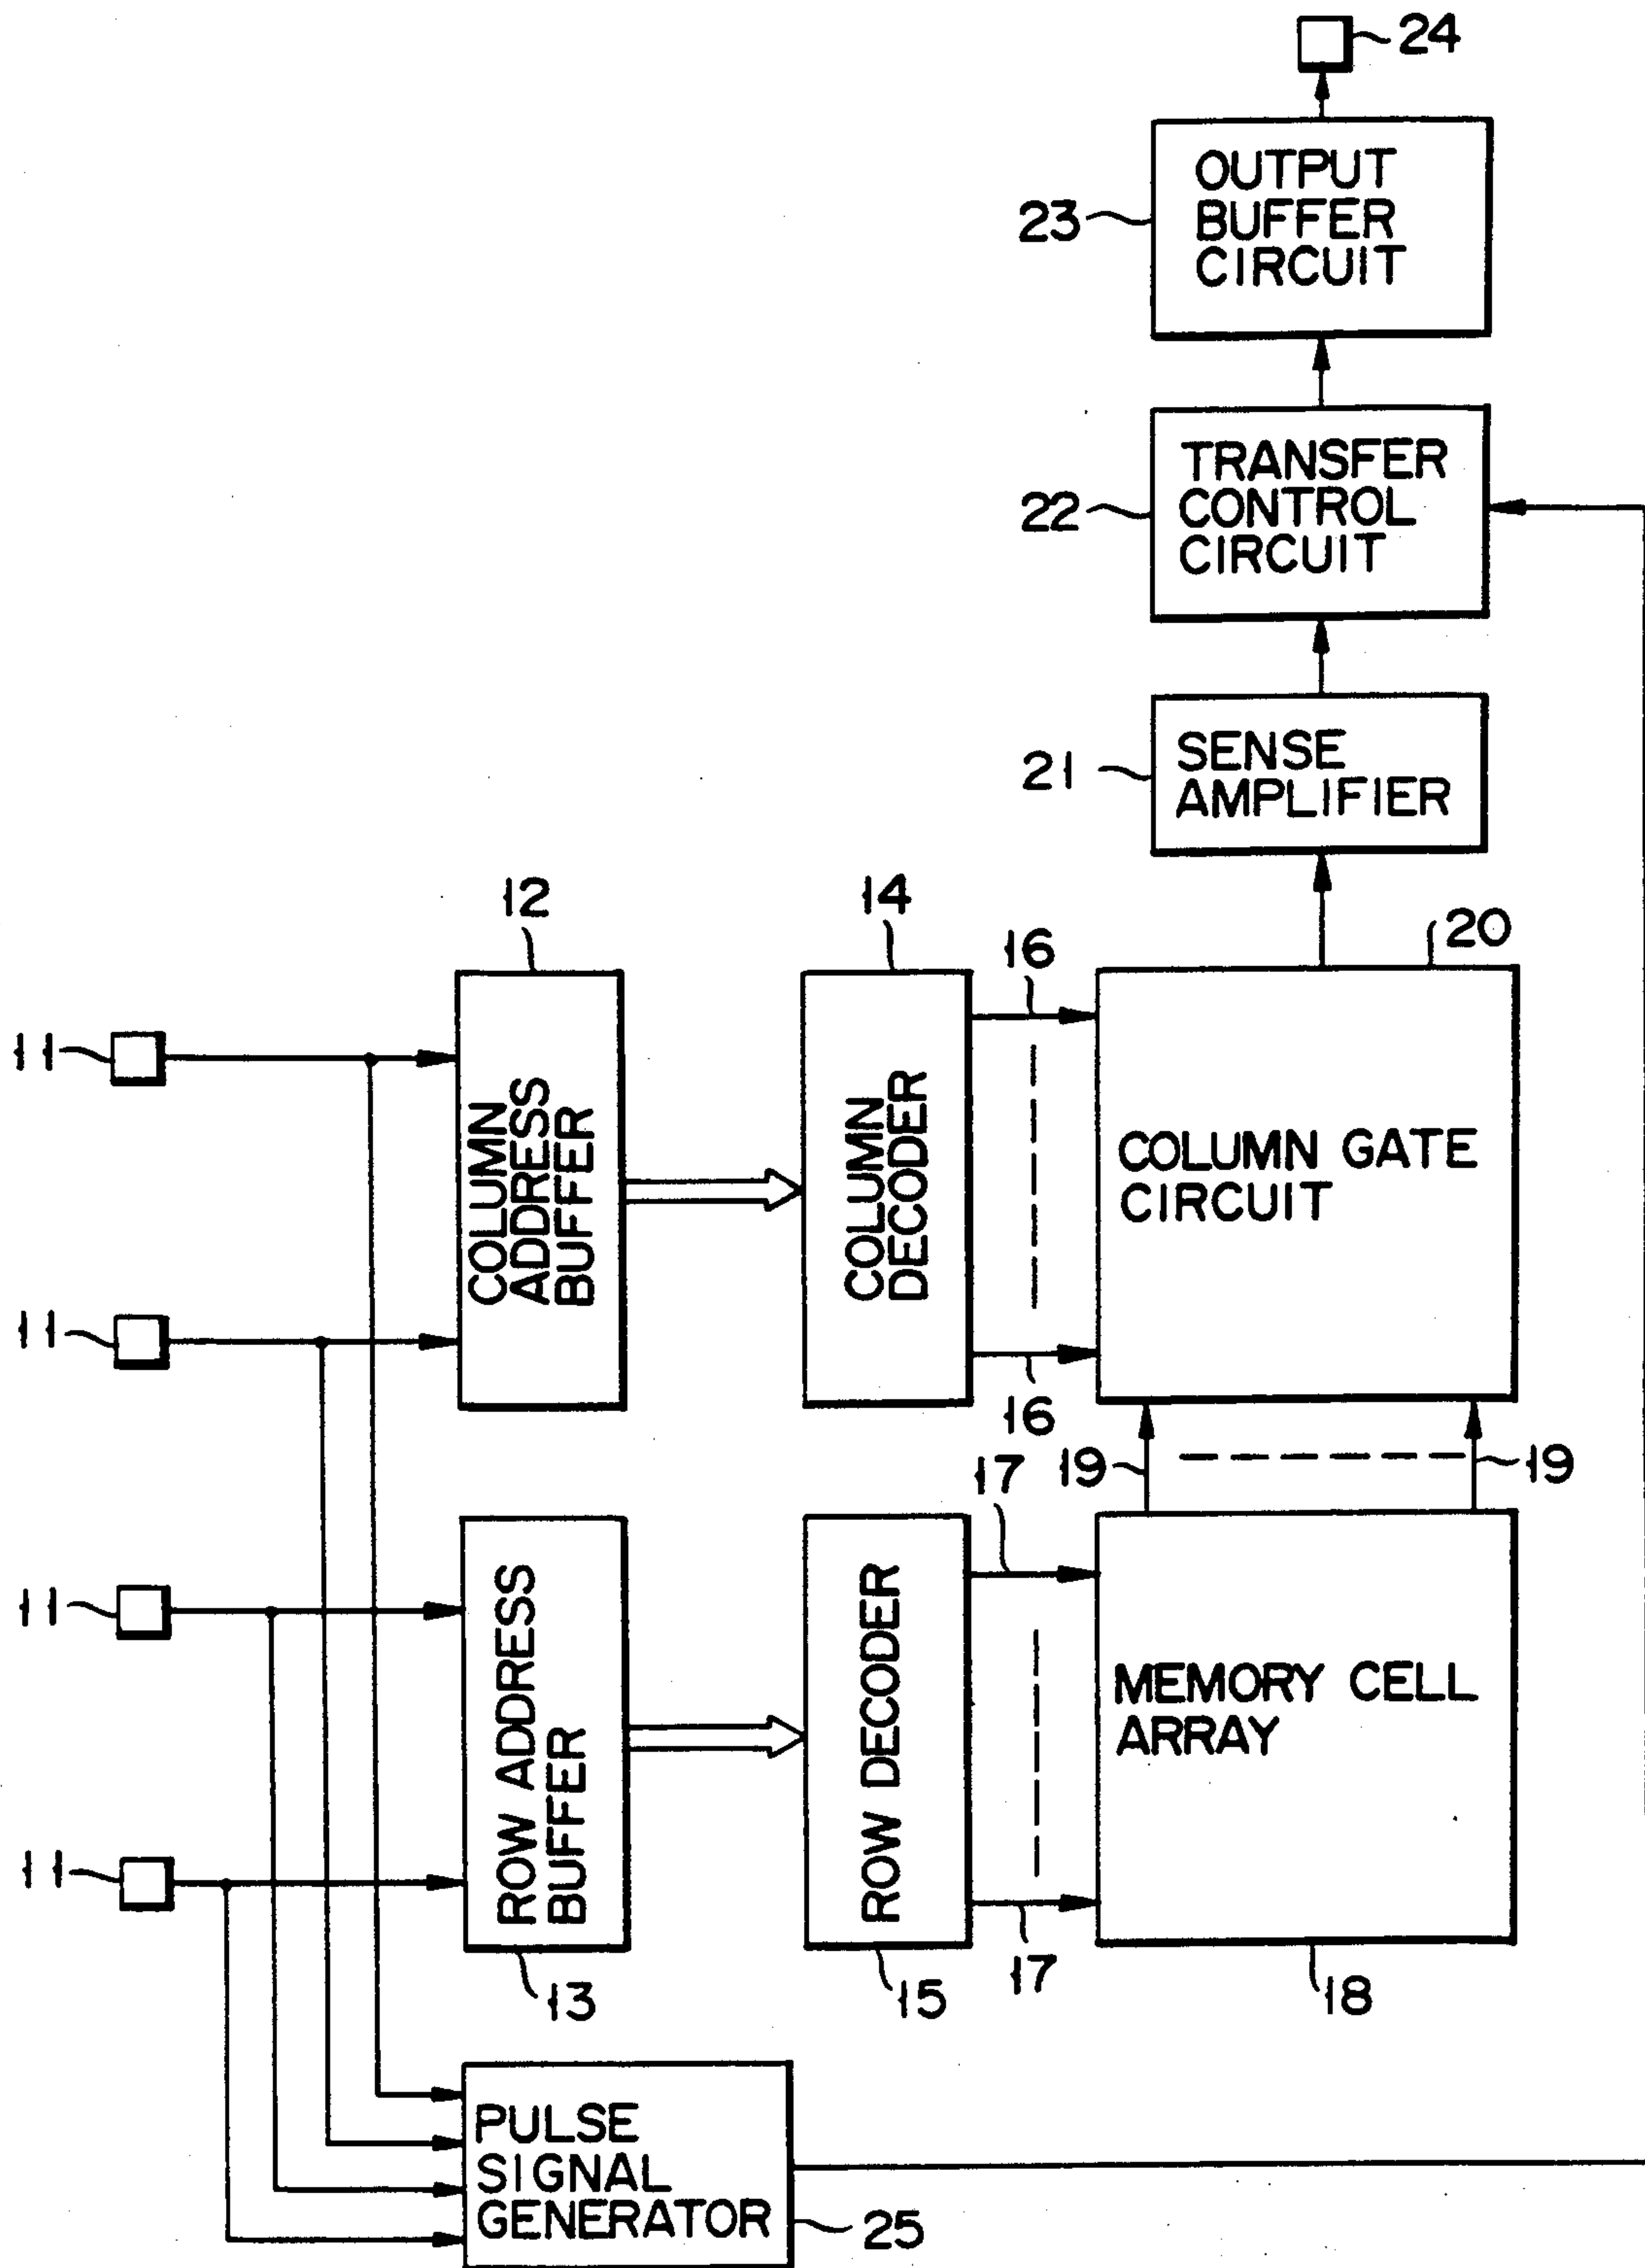 24
OUTPUT
BUFFER
CIRCUIT
23
TRANSFER
CONTROL
CIRCUIT
22
SENSE
AMPLIFIER
21
12
14
16
20
11
COLUMN
ADDRESS
BUFFER
COLUMN
DECODER
COLUMN GATE
CIRCUIT
11
16
17
19
19
11
ROW ADDRESS
BUFFER
ROW DECODER
MEMORY CELL
ARRAY
11
13
15
17
18
PULSE
SIGNAL
GENERATOR
25